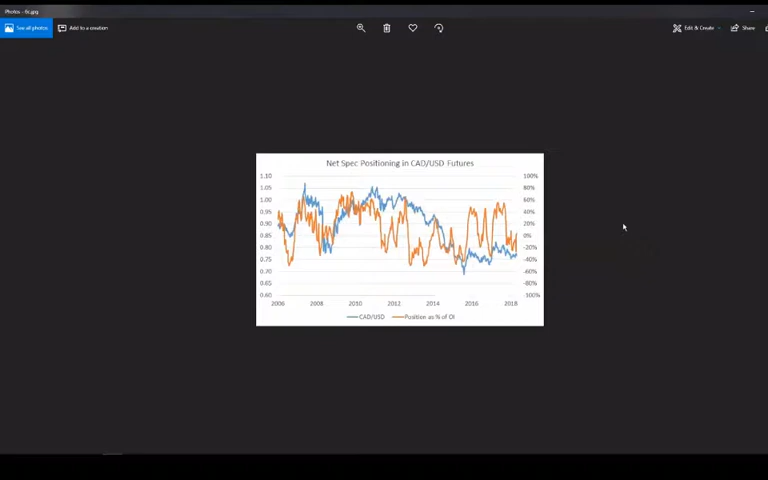 Photos - 6c.jpg
See all photos
Add to a creation
Edit & Create
Share
Net Spec Positioning in CAD/USD Futures
1.10 100%
1.05 80%
1.00 60%
0.95 40%
0.90 20%
0.85 0%
0.80 -20%
0.75 -40%
0.70 -60%
0.65 -80%
0.60 -100%
2006 2008 2010 2012 2014 2016 2018
CAD/USD Position as % of OI